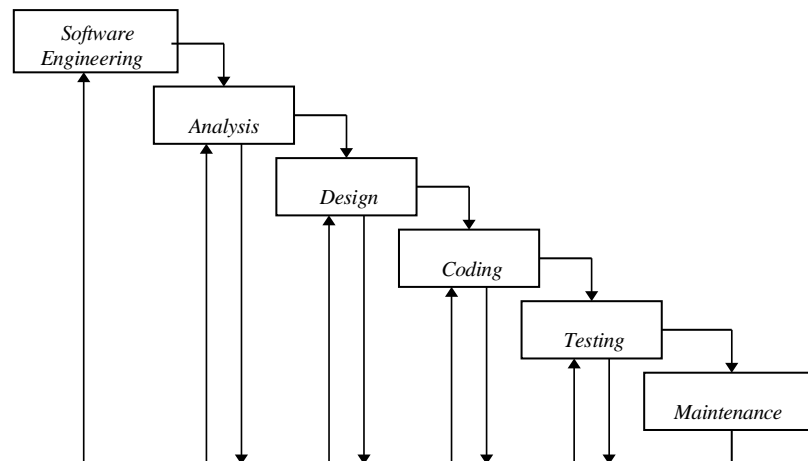 Software
Engineering
Analysis
Design
Coding
Testing
Maintenance